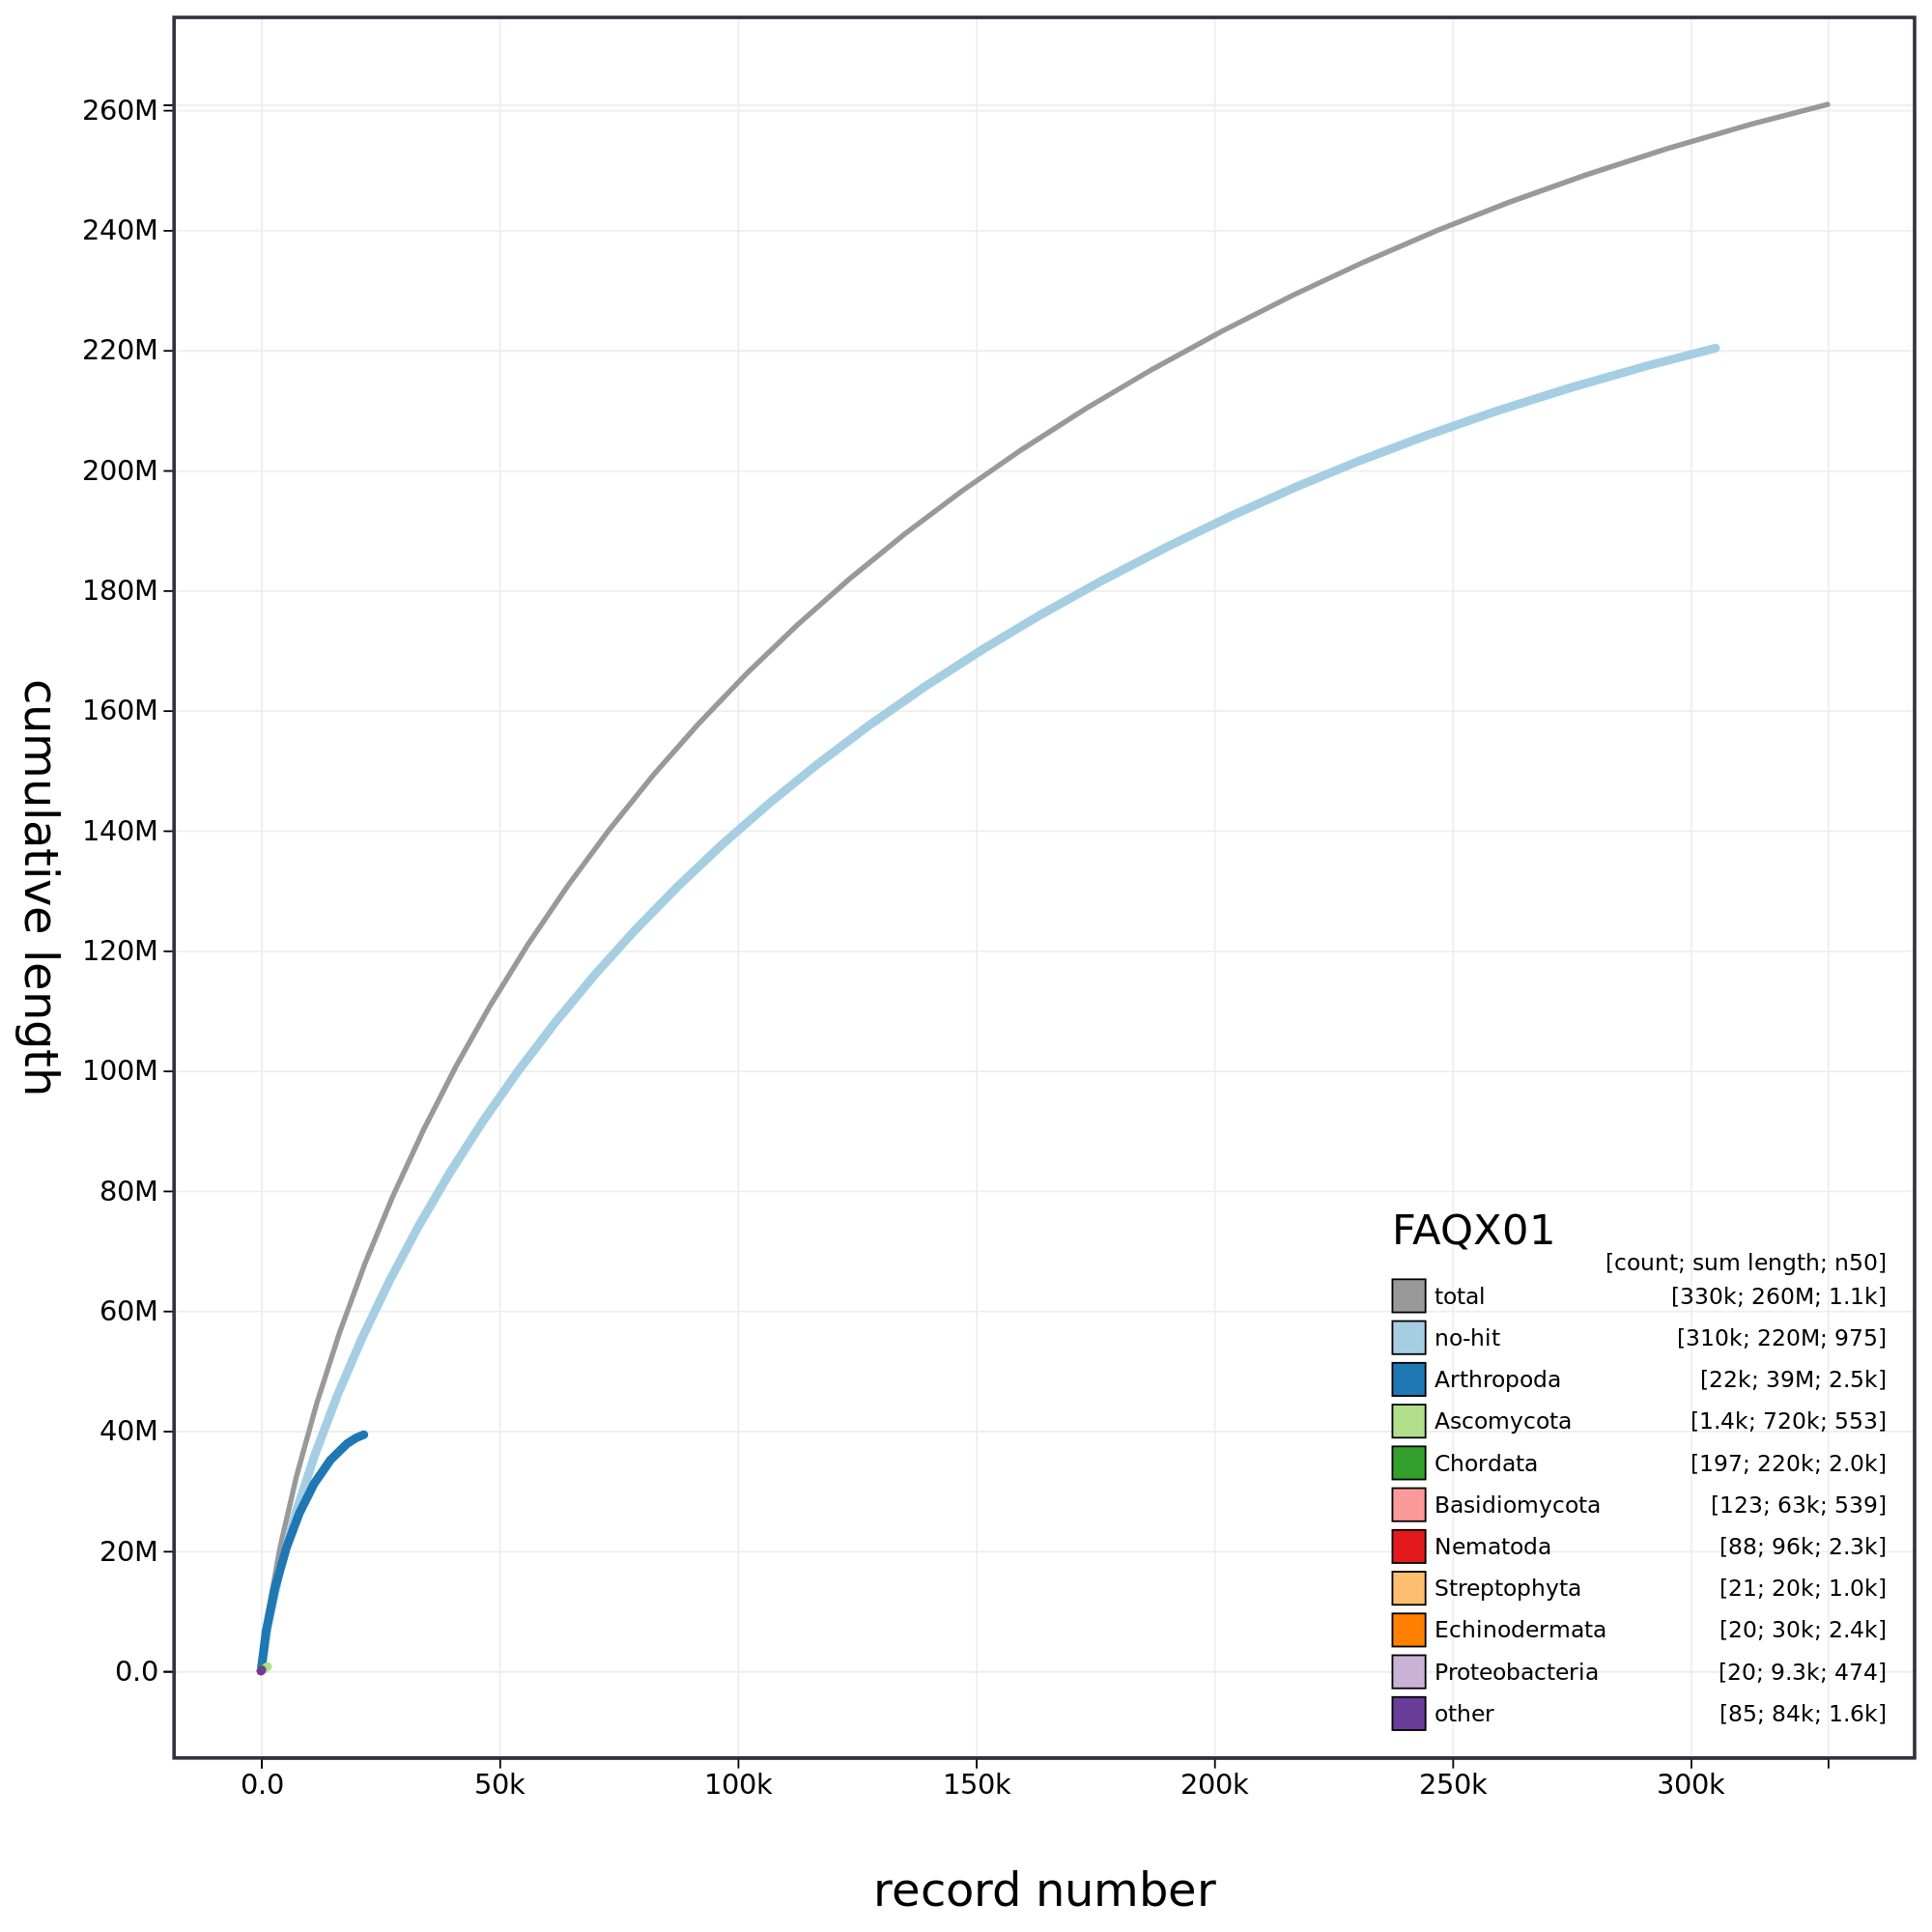 260M
240M
220M
200M
180M
160M
140M
120M
100M
80M
60M
40M
20M
0.0
cumulative length
0.0 50k 100k 150k 200k 250k 300k
record number
FAQX01
[count; sum length; n50]
total [330k; 260M; 1.1k]
no-hit [310k; 220M; 975]
Arthropoda [22k; 39M; 2.5k]
Ascomycota [1.4k; 720k; 553]
Chordata [197; 220k; 2.0k]
Basidiomycota [123; 63k; 539]
Nematoda [88; 96k; 2.3k]
Streptophyta [21; 20k; 1.0k]
Echinodermata [20; 30k; 2.4k]
Proteobacteria [20; 9.3k; 474]
other [85; 84k; 1.6k]